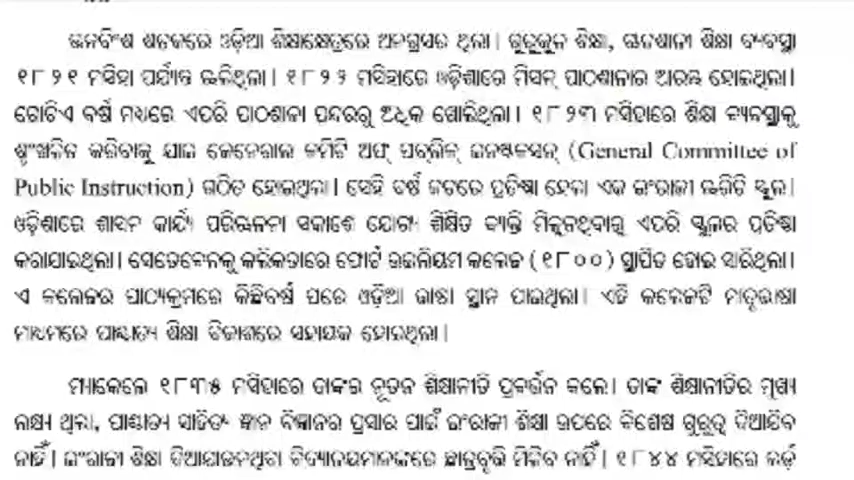 ଊନବିଂଶ ଶତକରେ ଓଡ଼ିଆ ଶିକ୍ଷାକ୍ଷେତ୍ରରେ ଅନଗ୍ରସର ଥିଲା। ଗୁରୁକୁଳ ଶିକ୍ଷା, ଚାଟଶାଳୀ ଶିକ୍ଷା ବ୍ୟବସ୍ଥା
୧୮୨୧ ମସିହା ପର୍ଯ୍ୟନ୍ତ ଚାଲିଥିଲା। ୧୮୨୨ ମସିହାରେ ଓଡ଼ିଶାରେ ମିସନ୍ ପାଠଶାଳାର ଆରମ୍ଭ ହୋଇଥିଲା।
ଗୋଟିଏ ବର୍ଷ ମଧ୍ୟରେ ଏପରି ପାଠଶାଳା ପନ୍ଦରରୁ ଅଧିକ ଖୋଲିଥିଲା। ୧୮୨୩ ମସିହାରେ ଶିକ୍ଷା ବ୍ୟବସ୍ଥାକୁ
ଶୃଂଖଳିତ କରିବାକୁ ଯାଇ ଜେନେରାଲ କମିଟି ଅଫ୍ ପବ୍ଲିକ୍ ଇନଷ୍ଟ୍ରକସନ୍ (General Committee of
Public Instruction) ଗଠିତ ହୋଇଥିଲା। ସେହି ବର୍ଷ କଟକରେ ପ୍ରତିଷ୍ଠା ହେଲା ଏକ ଇଂରାଜୀ ଚାରିଟି ସ୍କୁଲ।
ଓଡ଼ିଶାରେ ଶାସନ କାର୍ଯ୍ୟ ପରିଚାଳନା ସକାଶେ ଯୋଗ୍ୟ ଶିକ୍ଷିତ ବ୍ୟକ୍ତି ମିଳୁନଥିବାରୁ ଏପରି ସ୍କୁଲର ପ୍ରତିଷ୍ଠା
କରାଯାଇଥିଲା। ସେତେବେଳକୁ କଲିକତାରେ ଫୋର୍ଟ ଉଇଲିୟମ କଲେଜ (୧୮୦୦) ସ୍ଥାପିତ ହୋଇ ସାରିଥିଲା।
ଏ କଲେଜର ପାଠ୍ୟକ୍ରମରେ କିଛିବର୍ଷ ପରେ ଓଡ଼ିଆ ଭାଷା ସ୍ଥାନ ପାଇଥିଲା। ଏହି କଲେଜଟି ମାତୃଭାଷା
ମାଧ୍ୟମରେ ପାଶ୍ଚାତ୍ୟ ଶିକ୍ଷା ବିକାଶରେ ସହାୟକ ହୋଇଥିଲା।
ମ୍ୟାକେଲେ ୧୮୩୫ ମସିହାରେ ତାଙ୍କର ନୂତନ ଶିକ୍ଷାନୀତି ପ୍ରବର୍ତ୍ତନ କଲେ। ତାଙ୍କ ଶିକ୍ଷାନୀତିର ମୁଖ୍ୟ
ଲକ୍ଷ୍ୟ ଥିଲା, ପାଶ୍ଚାତ୍ୟ ସାହିତ୍ୟ ଜ୍ଞାନ ବିଜ୍ଞାନର ପ୍ରସାର ପାଇଁ ଇଂରାଜୀ ଶିକ୍ଷା ଉପରେ ବିଶେଷ ଗୁରୁତ୍ୱ ଦିଆଯିବ
ନାହିଁ। ଇଂରାଜୀ ଶିକ୍ଷା ଦିଆଯାଉନଥିବା ବିଦ୍ୟାଳୟମାନଙ୍କରେ ଛାତ୍ରବୃତ୍ତି ମିଳିବ ନାହିଁ। ୧୮୪୪ ମସିହାରେ ଲର୍ଡ଼